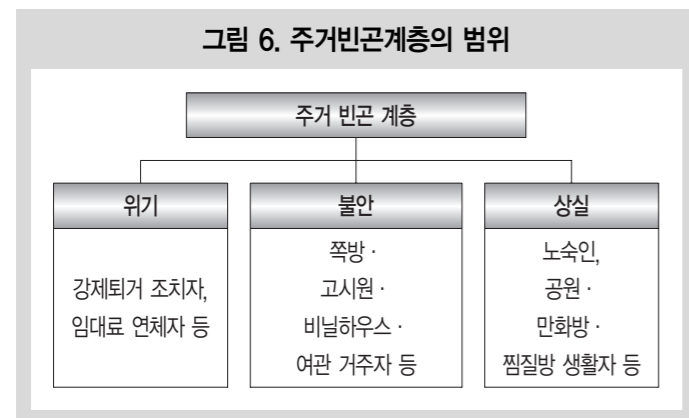 그림 6. 주거빈곤계층의 범위
주거 빈곤 계층
위기
강제퇴거 조치자,
임대료 연체자 등
불안
쪽방 ·
고시원 ·
비닐하우스 ·
여관 거주자 등
상실
노숙인,
공원 ·
만화방 ·
찜질방 생활자 등